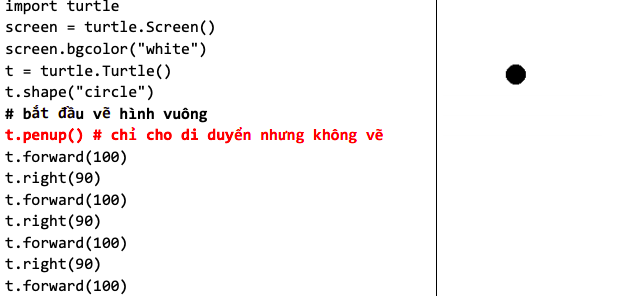 import turtle
screen = turtle.Screen()
screen.bgcolor("white")
t = turtle.Turtle()
t.shape("circle")
# bắt đầu vẽ hình vuông
t.penup() # chỉ cho di duyển nhưng không vẽ
t.forward(100)
t.right(90)
t.forward(100)
t.right(90)
t.forward(100)
t.right(90)
t.forward(100)